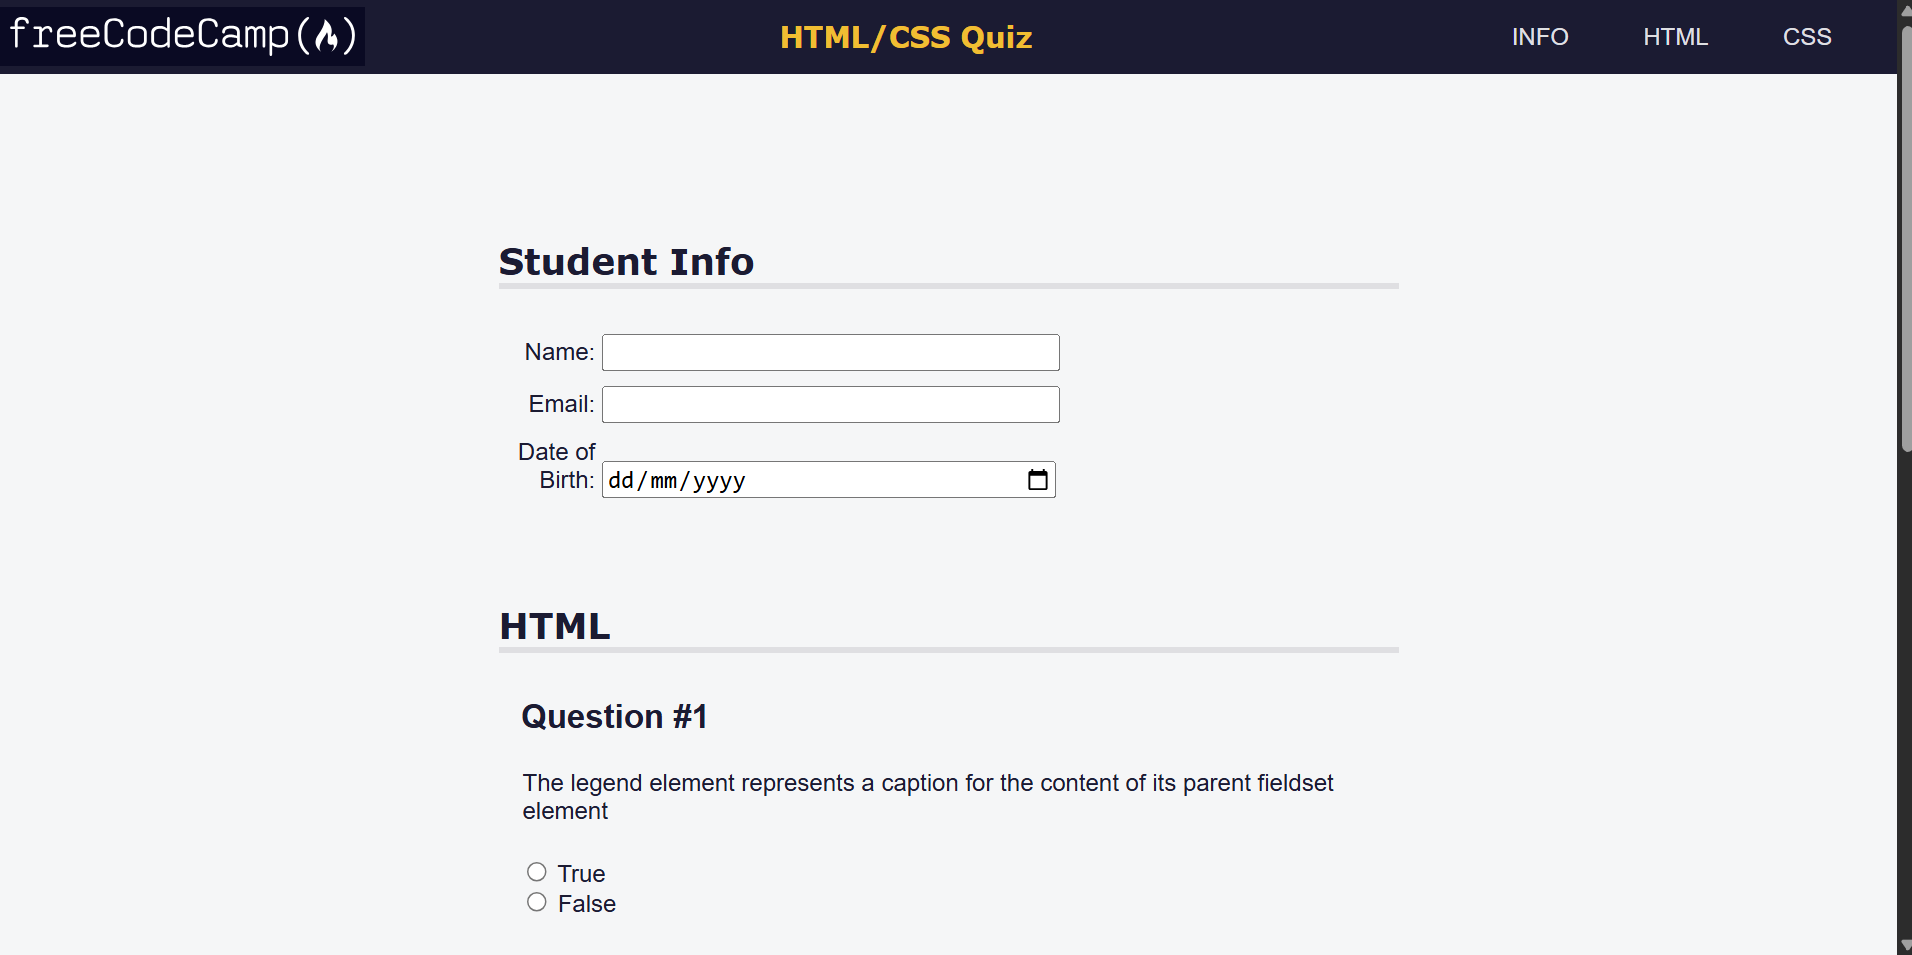 freeCodeCamp(🔥)
HTML/CSS Quiz
INFO
HTML
CSS
Student Info
Name:
Email:
Date of
Birth:
dd/mm/yyyy
HTML
Question #1
The legend element represents a caption for the content of its parent fieldset
element
True
False